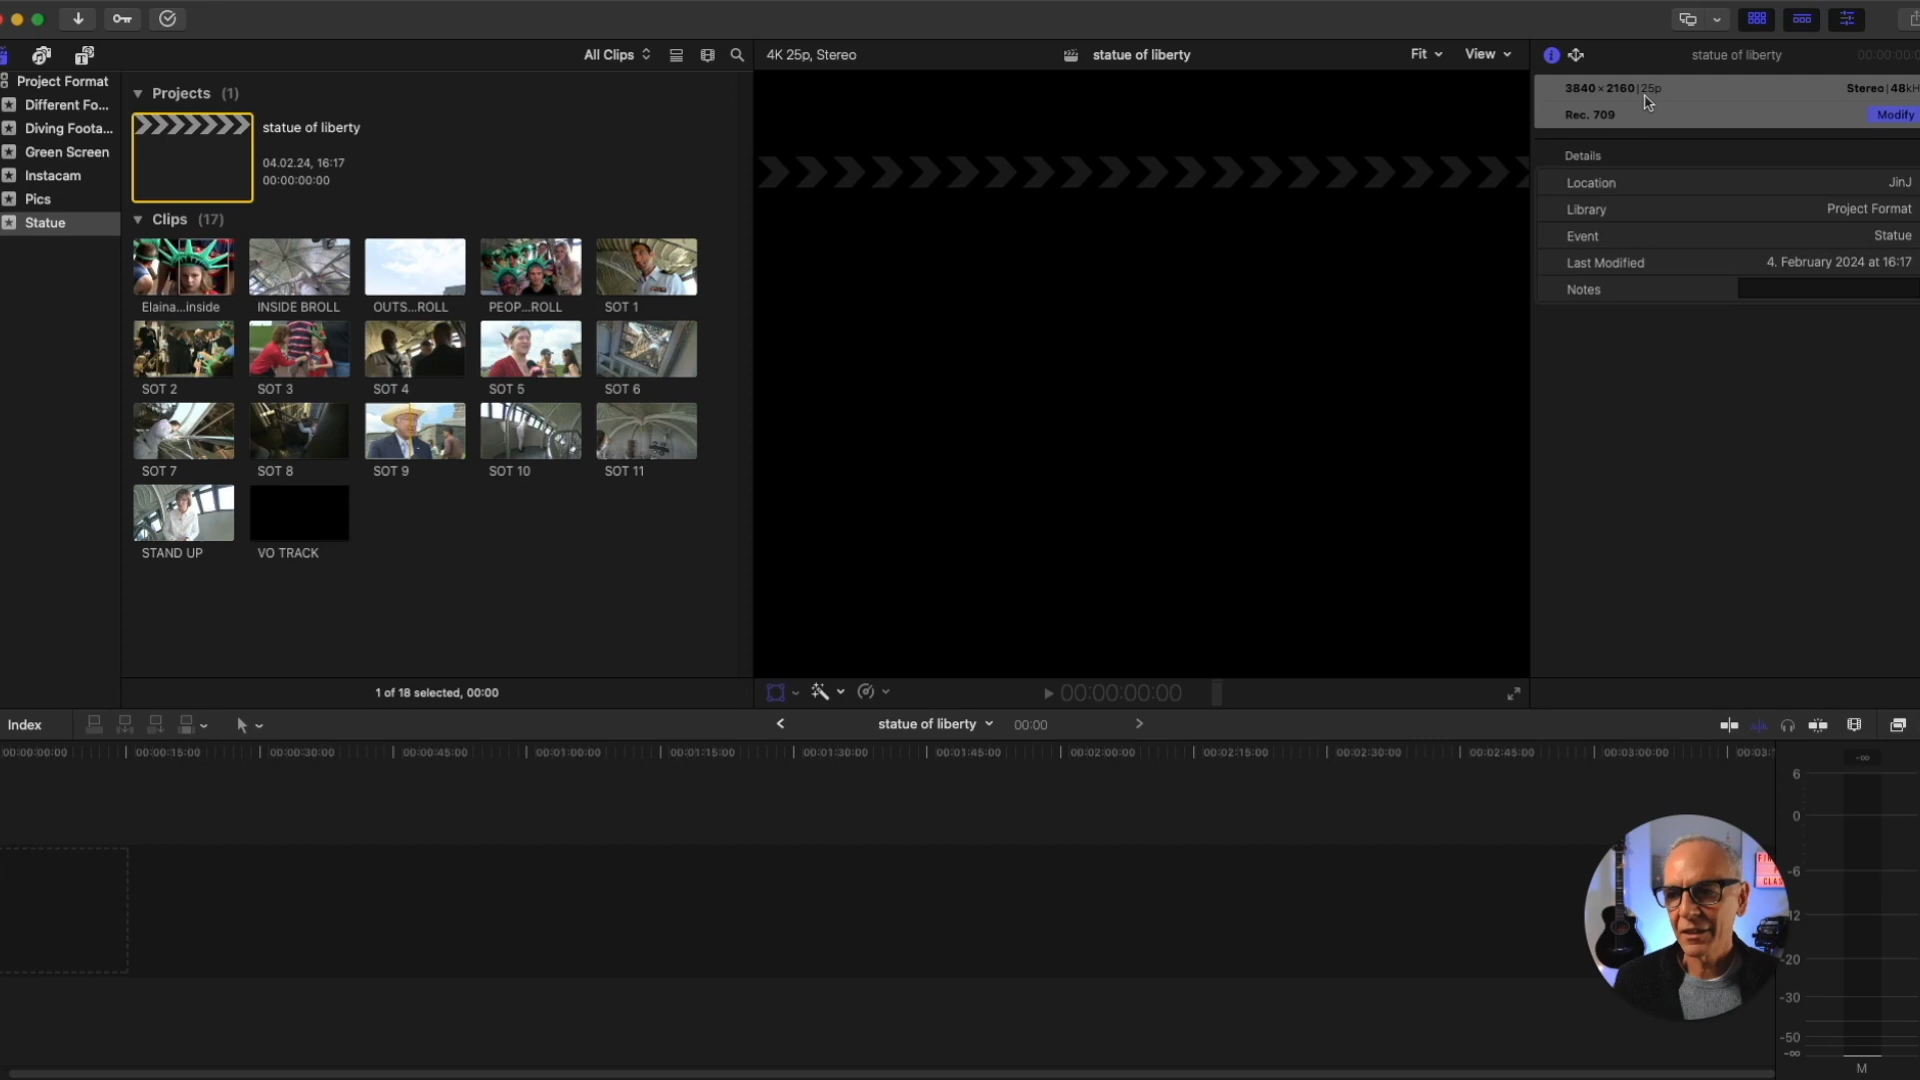 All Clips
4K 25p, Stereo
statue of liberty
Fit
View
statue of liberty
Project Format
Different Fo...
Diving Foota...
Green Screen
Instacam
Pics
Statue
Projects (1)
statue of liberty
04.02.24, 16:17
00:00:00:00
Clips (17)
Elaina...inside
INSIDE BROLL
OUTS...ROLL
PEOP...ROLL
SOT 1
SOT 2
SOT 3
SOT 4
SOT 5
SOT 6
SOT 7
SOT 8
SOT 9
SOT 10
SOT 11
STAND UP
VO TRACK
1 of 18 selected, 00:00
00:00:00:00
3840 × 2160 | 25p
Stereo | 48kH
Rec. 709
Modify
Details
Location JinJ
Library Project Format
Event Statue
Last Modified 4. February 2024 at 16:17
Notes
Index
statue of liberty
00:00
00:00:00:00
00:00:15:00
00:00:30:00
00:00:45:00
00:01:00:00
00:01:15:00
00:01:30:00
00:01:45:00
00:02:00:00
00:02:15:00
00:02:30:00
00:02:45:00
00:03:00:00
-∞
6
0
-6
-12
-20
-30
-50
-∞
M